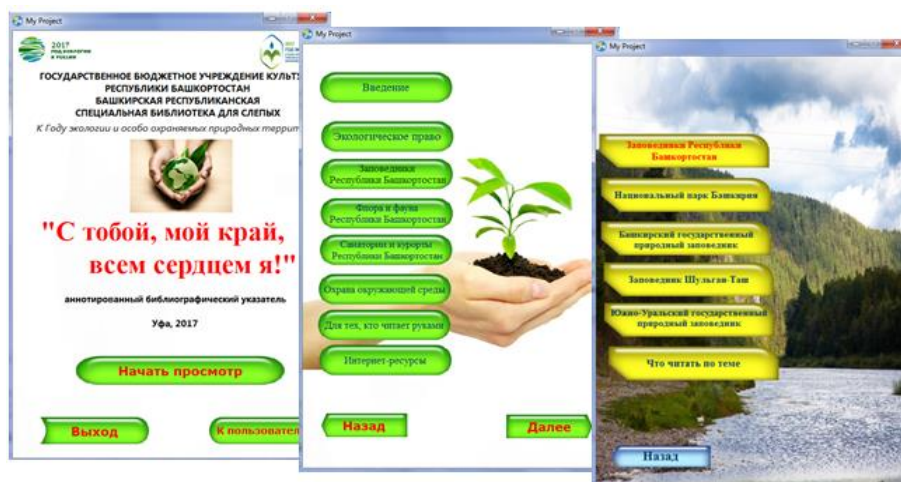 My Project
2017
ГОД ЭКОЛОГИИ
В РОССИИ
ГОСУДАРСТВЕННОЕ БЮДЖЕТНОЕ УЧРЕЖДЕНИЕ
РЕСПУБЛИКИ БАШКОРТОСТАН
БАШКИРСКАЯ РЕСПУБЛИКАНСКАЯ
СПЕЦИАЛЬНАЯ БИБЛИОТЕКА ДЛЯ СЛЕПЫХ
К Году экологии и особо охраняемых природных
"С тобой, мой край,
всем сердцем я!"
аннотированный библиографический указатель
Уфа, 2017
Начать просмотр
Выход
К
My Project
Введение
Экологическое право
Заповедники
Республики Башкортостан
Флора и фауна
Республики Башкортостан
Санатории и курорты
Республики Башкортостан
Охрана окружающей среды
Для тех, кто читает руками
Интернет-ресурсы
Назад
Далее
My Project
Заповедники Республики
Башкортостан
Национальный парк Башкирия
Башкирский государственный
природный заповедник
Заповедник Шульган-Таш
Южно-Уральский государственный
природный заповедник
Что читать по теме
Назад